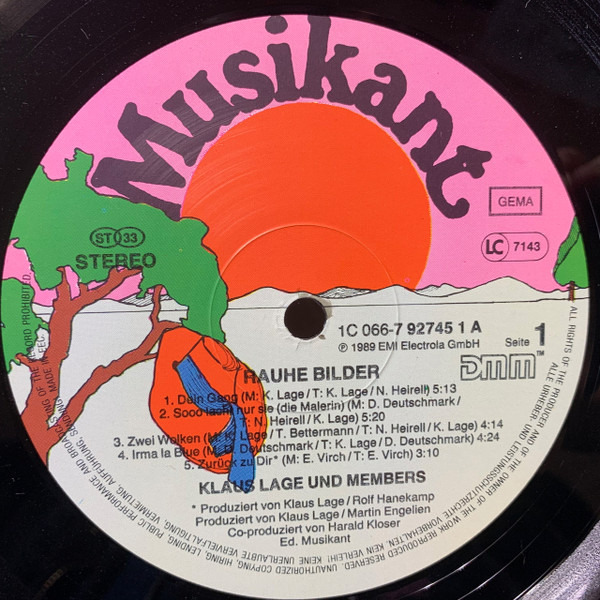 Musikant
ST 33
STEREO
GEMA
LC 7143
1C 066-7 92745 1 A
℗ 1989 EMI Electrola GmbH
Seite 1
DMM™
RAUHE BILDER
1. Dein Gang (M: K. Lage/T: K. Lage/N. Heirell) 5:13
2. Sooo lacht nur sie (die Malerin) (M: D. Deutschmark/
T: N. Heirell/K. Lage) 5:20
3. Zwei Wolken (M: K. Lage/T. Bettermann/T: N. Heirell/K. Lage) 4:14
4. Irma la Blue (M: D. Deutschmark/T: K. Lage/D. Deutschmark) 4:24
5. Zurück zu Dir* (M: E. Virch/T: E. Virch) 3:10
KLAUS LAGE UND MEMBERS
* Produziert von Klaus Lage/Rolf Hanekamp
Produziert von Klaus Lage/Martin Engelien
Co-produziert von Harald Kloser
Ed. Musikant
ALL RIGHTS OF THE PRODUCER AND OF THE OWNER OF THE WORK REPRODUCED RESERVED. UNAUTHORIZED COPYING, HIRING, LENDING, PUBLIC PERFORMANCE AND BROADCASTING OF THE RECORD PROHIBITED.
ALLE URHEBER- UND LEISTUNGSSCHUTZRECHTE VORBEHALTEN. KEIN VERLEIH! KEINE UNERLAUBTE VERVIELFÄLTIGUNG, VERMIETUNG, AUFFÜHRUNG, SENDUNG!
MADE IN EEC